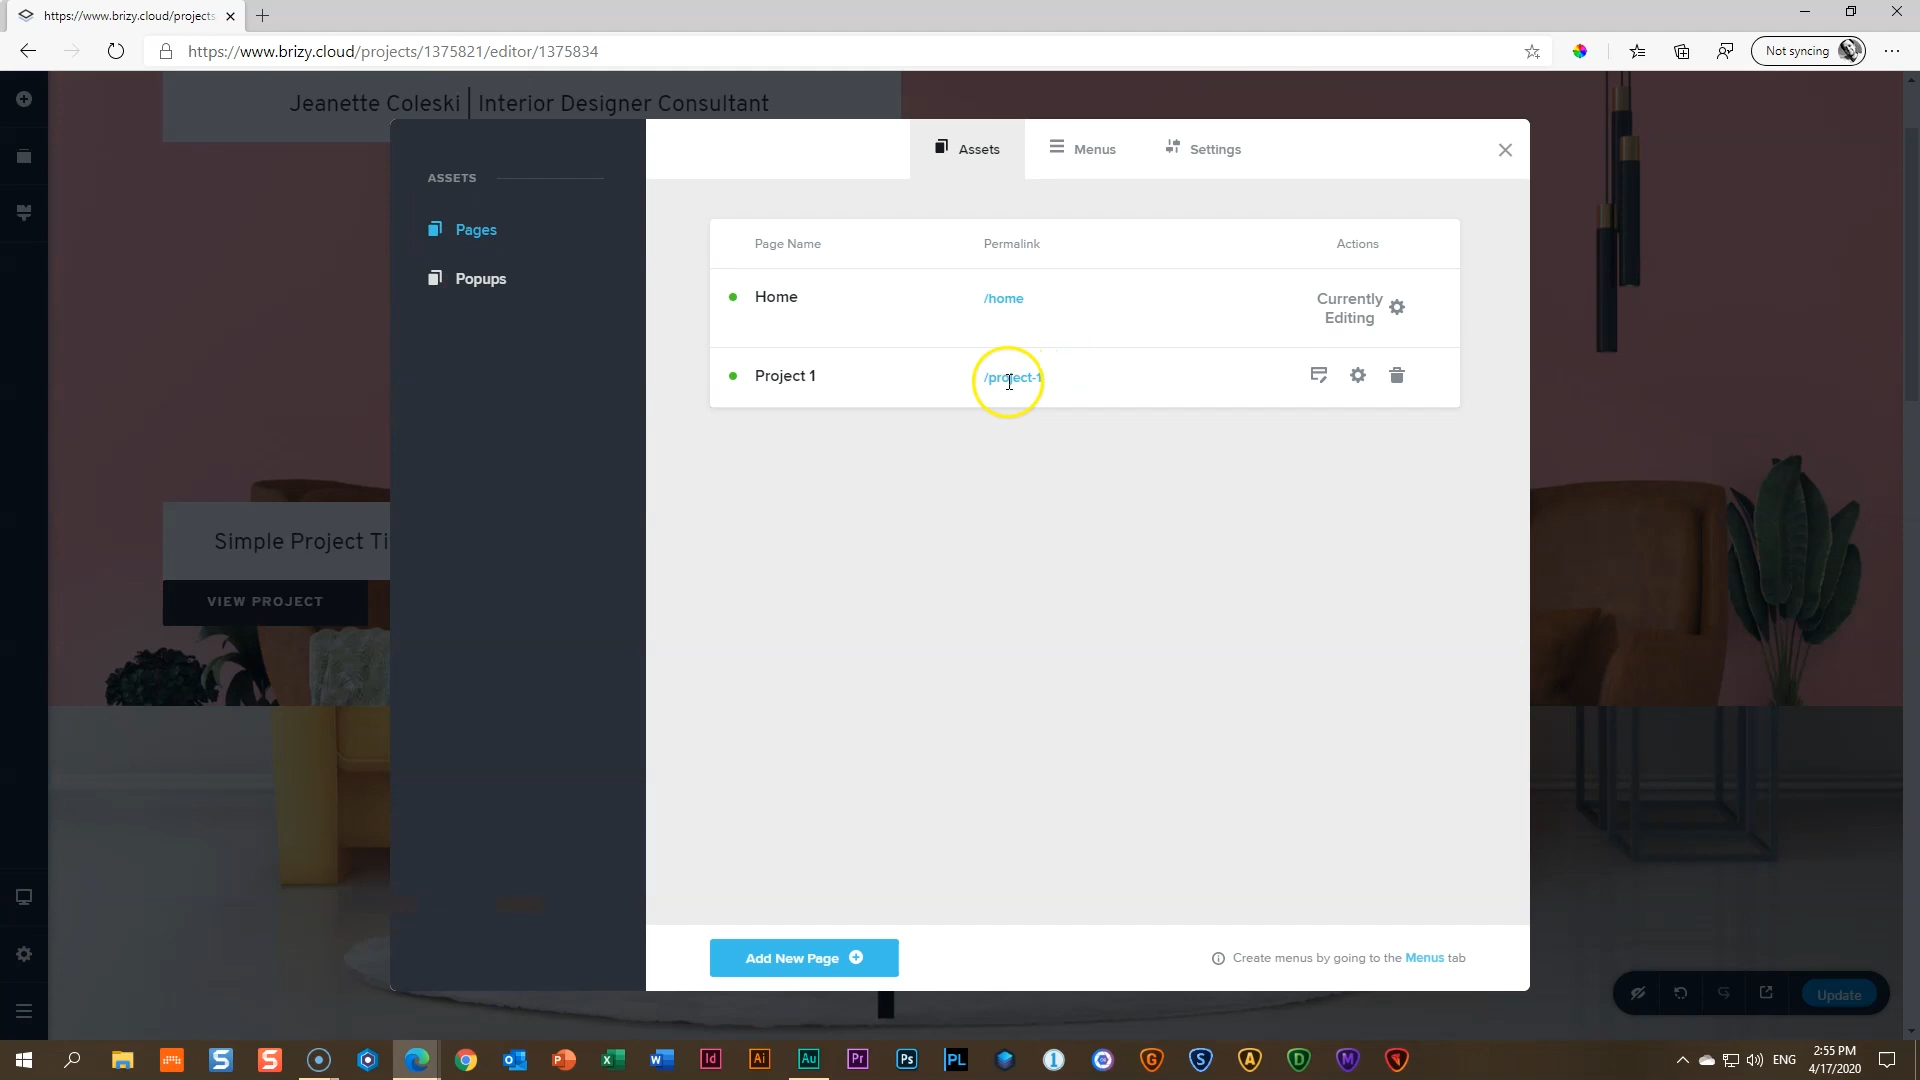 https://www.brizy.cloud/projects
https://www.brizy.cloud/projects/1375821/editor/1375834
Not syncing
Jeanette Coleski | Interior Designer Consultant
Assets
Menus
Settings
ASSETS
Pages
Popups
Page Name
Permalink
Actions
Home
/home
Currently
Editing
Project 1
/project-1
Simple Project Ti
VIEW PROJECT
Add New Page
Create menus by going to the Menus tab
Update
ENG
2:55 PM
4/17/2020